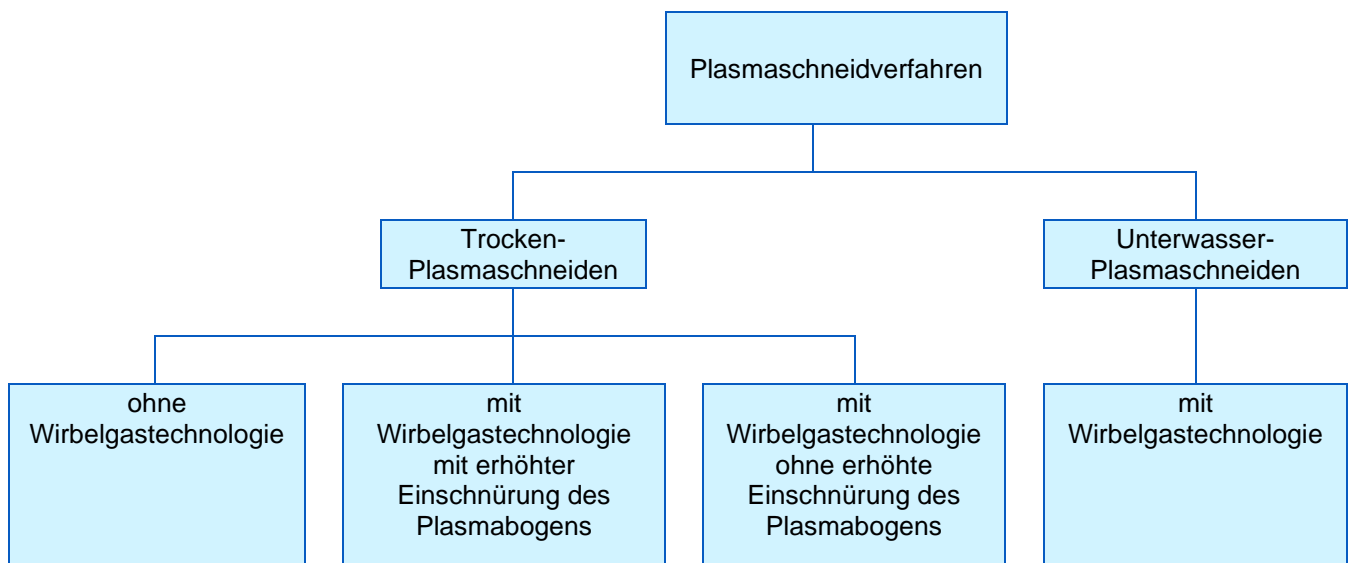 Plasmaschneidverfahren
Trocken-
Plasmaschneiden
Unterwasser-
Plasmaschneiden
ohne
Wirbelgastechnologie
mit
Wirbelgastechnologie
mit erhöhter
Einschnürung des
Plasmabogens
mit
Wirbelgastechnologie
ohne erhöhte
Einschnürung des
Plasmabogens
mit
Wirbelgastechnologie